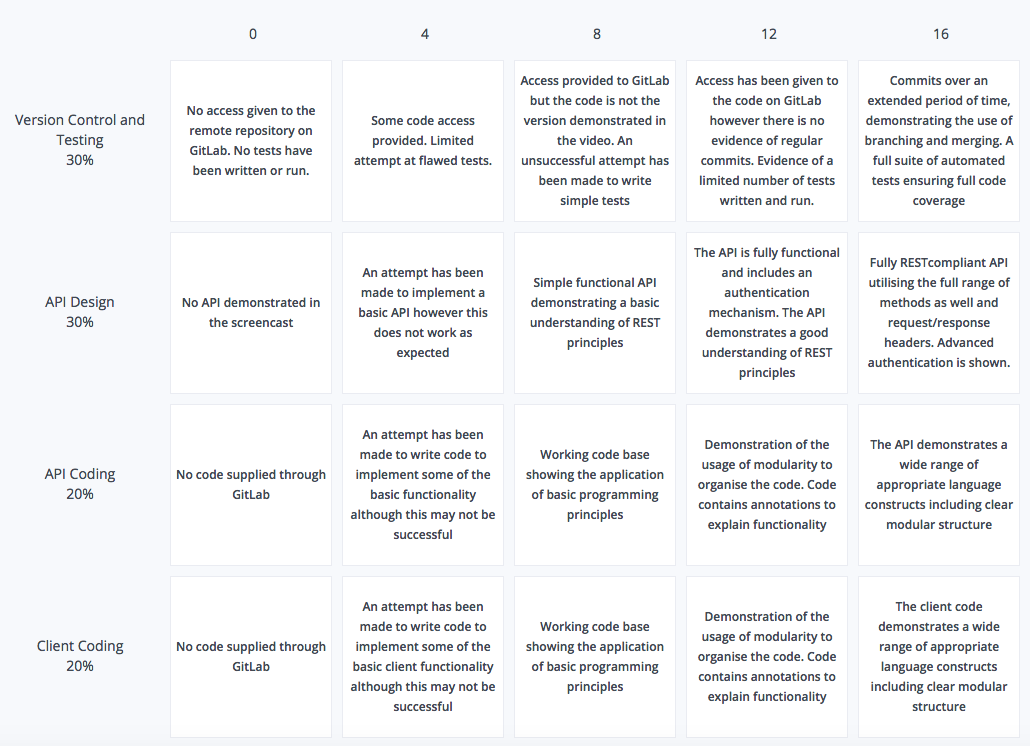 0
4
8
12
16
Version Control and
Testing
30%
No access given to the
remote repository on
GitLab. No tests have
been written or run.
Some code access
provided. Limited
attempt at flawed tests.
Access provided to GitLab
but the code is not the
version demonstrated in
the video. An
unsuccessful attempt has
been made to write
simple tests
Access has been given to
the code on GitLab
however there is no
evidence of regular
commits. Evidence of a
limited number of tests
written and run.
Commits over an
extended period of time,
demonstrating the use of
branching and merging. A
full suite of automated
tests ensuring full code
coverage
API Design
30%
No API demonstrated in
the screencast
An attempt has been
made to implement a
basic API however this
does not work as
expected
Simple functional API
demonstrating a basic
understanding of REST
principles
The API is fully functional
and includes an
authentication
mechanism. The API
demonstrates a good
understanding of REST
principles
Fully RESTcompliant API
utilising the full range of
methods as well and
request/response
headers. Advanced
authentication is shown.
API Coding
20%
No code supplied through
GitLab
An attempt has been
made to write code to
implement some of the
basic functionality
although this may not be
successful
Working code base
showing the application
of basic programming
principles
Demonstration of the
usage of modularity to
organise the code. Code
contains annotations to
explain functionality
The API demonstrates a
wide range of
appropriate language
constructs including clear
modular structure
Client Coding
20%
No code supplied through
GitLab
An attempt has been
made to write code to
implement some of the
basic client functionality
although this may not be
successful
Working code base
showing the application
of basic programming
principles
Demonstration of the
usage of modularity to
organise the code. Code
contains annotations to
explain functionality
The client code
demonstrates a wide
range of appropriate
language constructs
including clear modular
structure